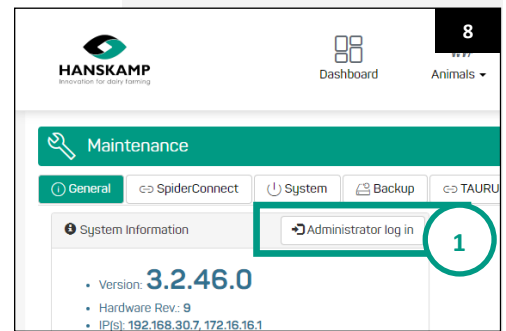 8
HANSKAMP
Innovation for dairy farming
Dashboard
Animals
Maintenance
General
SpiderConnect
System
Backup
TAURU
System Information
Administrator log in
1
Version: 3.2.46.0
Hardware Rev.: 9
IP(s): 192.168.30.7, 172.16.16.1